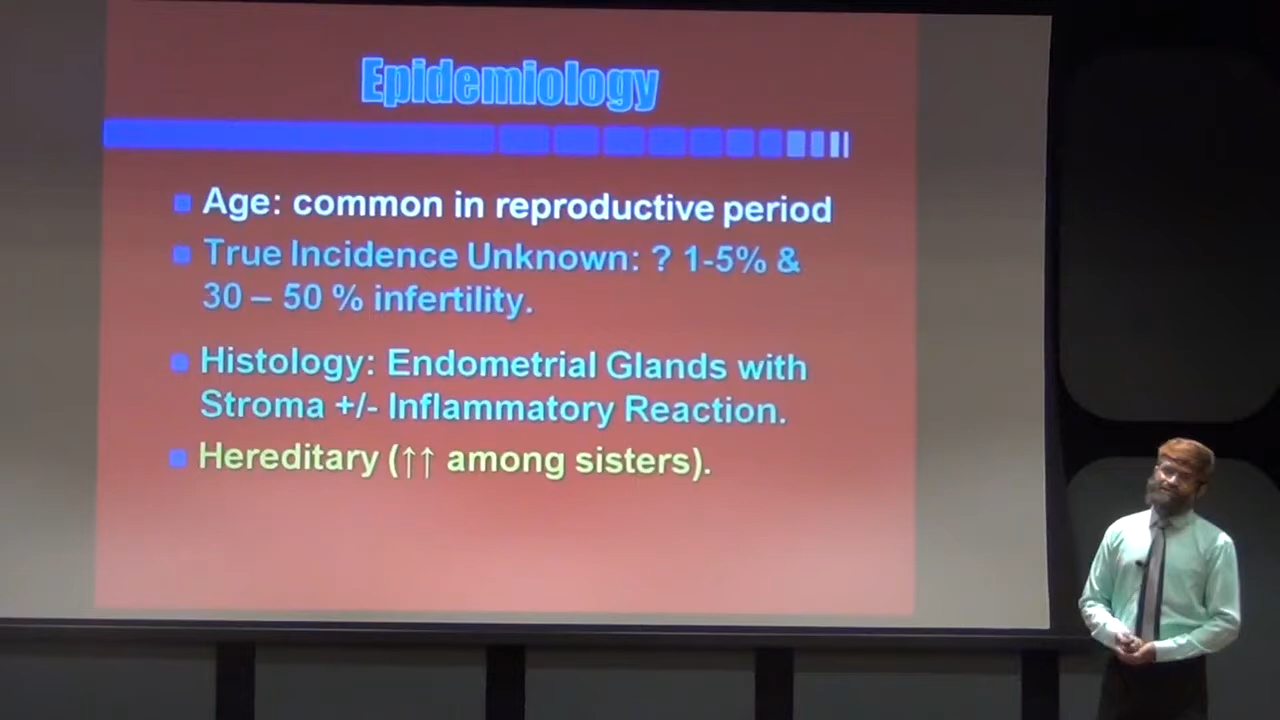 Epidemiology
Age: common in reproductive period
True Incidence Unknown: ? 1-5% &
30 – 50 % infertility.
Histology: Endometrial Glands with
Stroma +/- Inflammatory Reaction.
Hereditary (↑↑ among sisters).